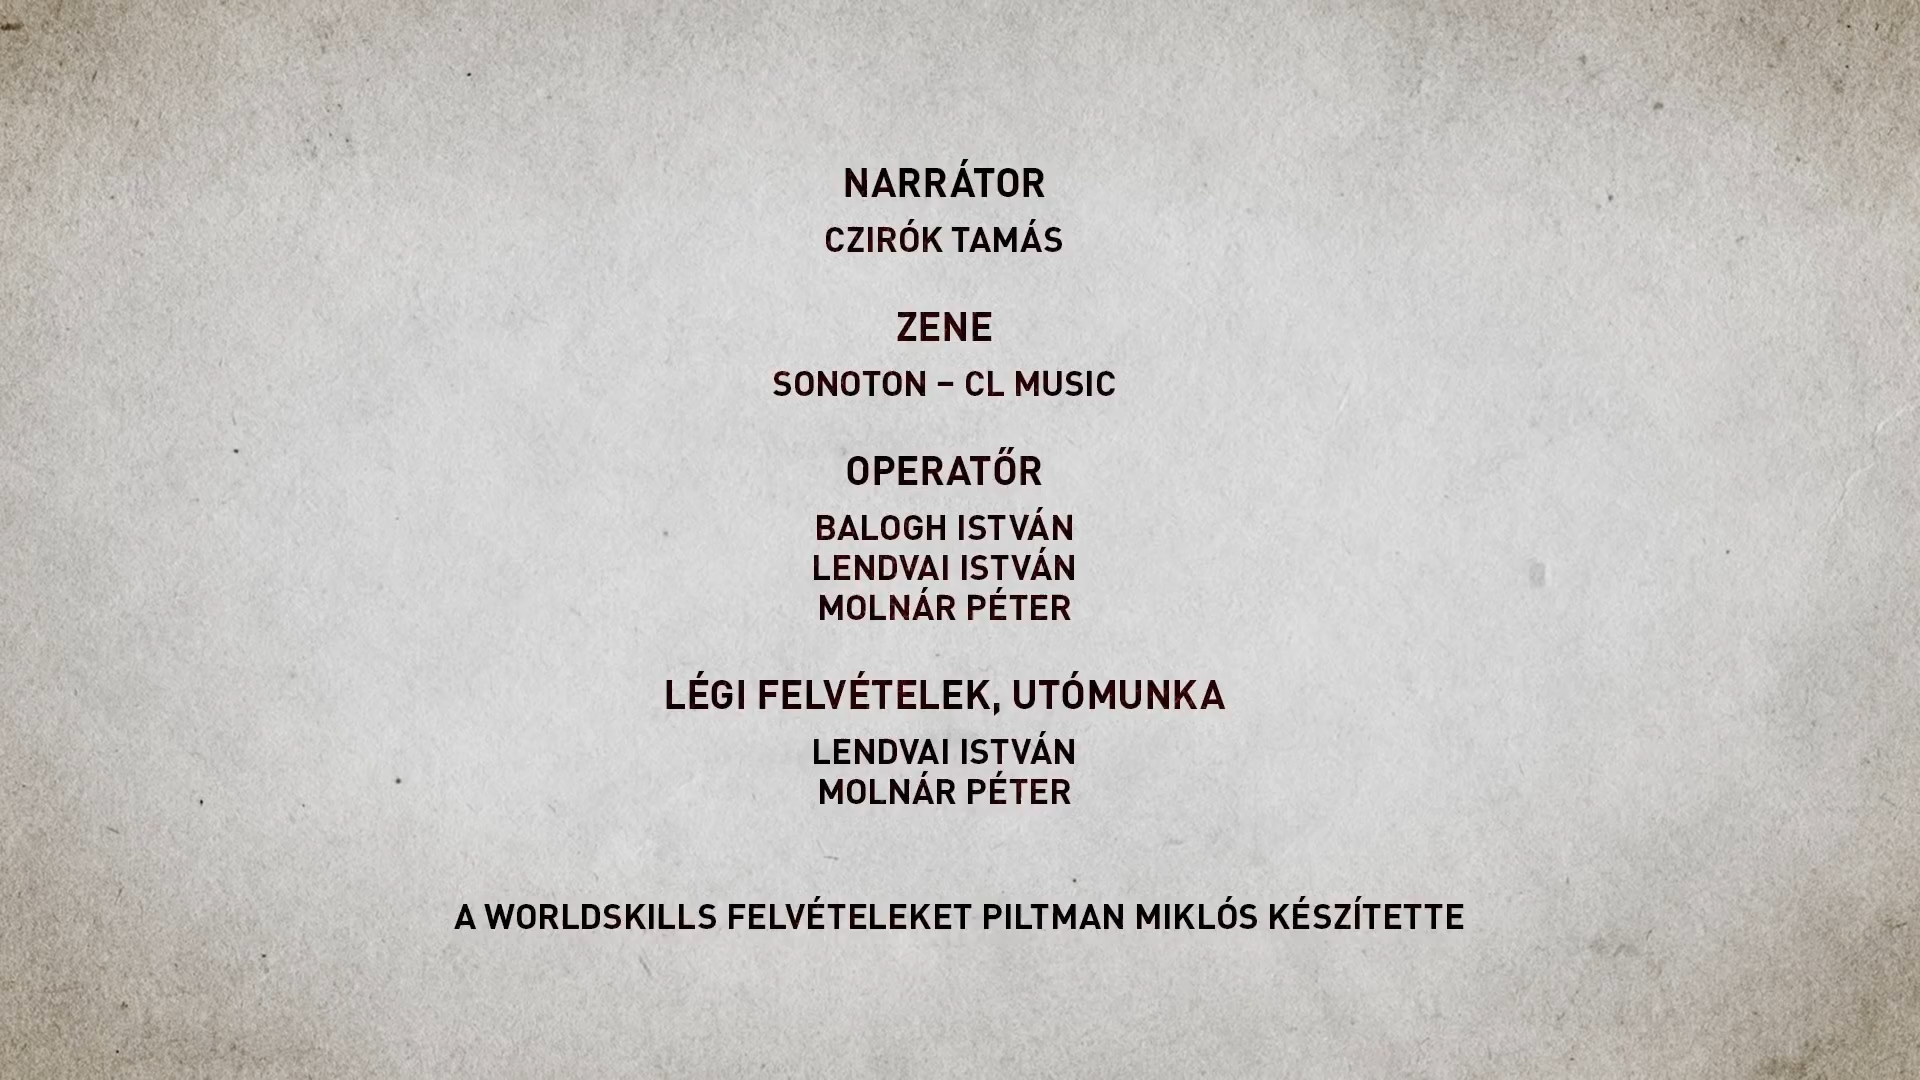 NARRÁTOR
CZIRÓK TAMÁS
ZENE
SONOTON – CL MUSIC
OPERATŐR
BALOGH ISTVÁN
LENDVAI ISTVÁN
MOLNÁR PÉTER
LÉGI FELVÉTELEK, UTÓMUNKA
LENDVAI ISTVÁN
MOLNÁR PÉTER
A WORLDSKILLS FELVÉTELEKET PILTMAN MIKLÓS KÉSZÍTETTE